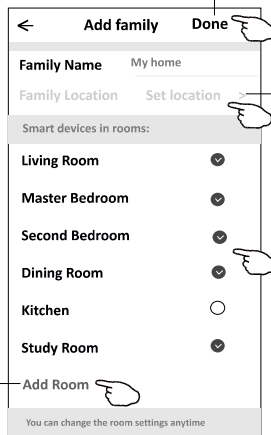 Add family Done
Family Name My home
Family Location Set location >
Smart devices in rooms:
Living Room
Master Bedroom
Second Bedroom
Dining Room
Kitchen
Study Room
Add Room
You can change the room settings anytime